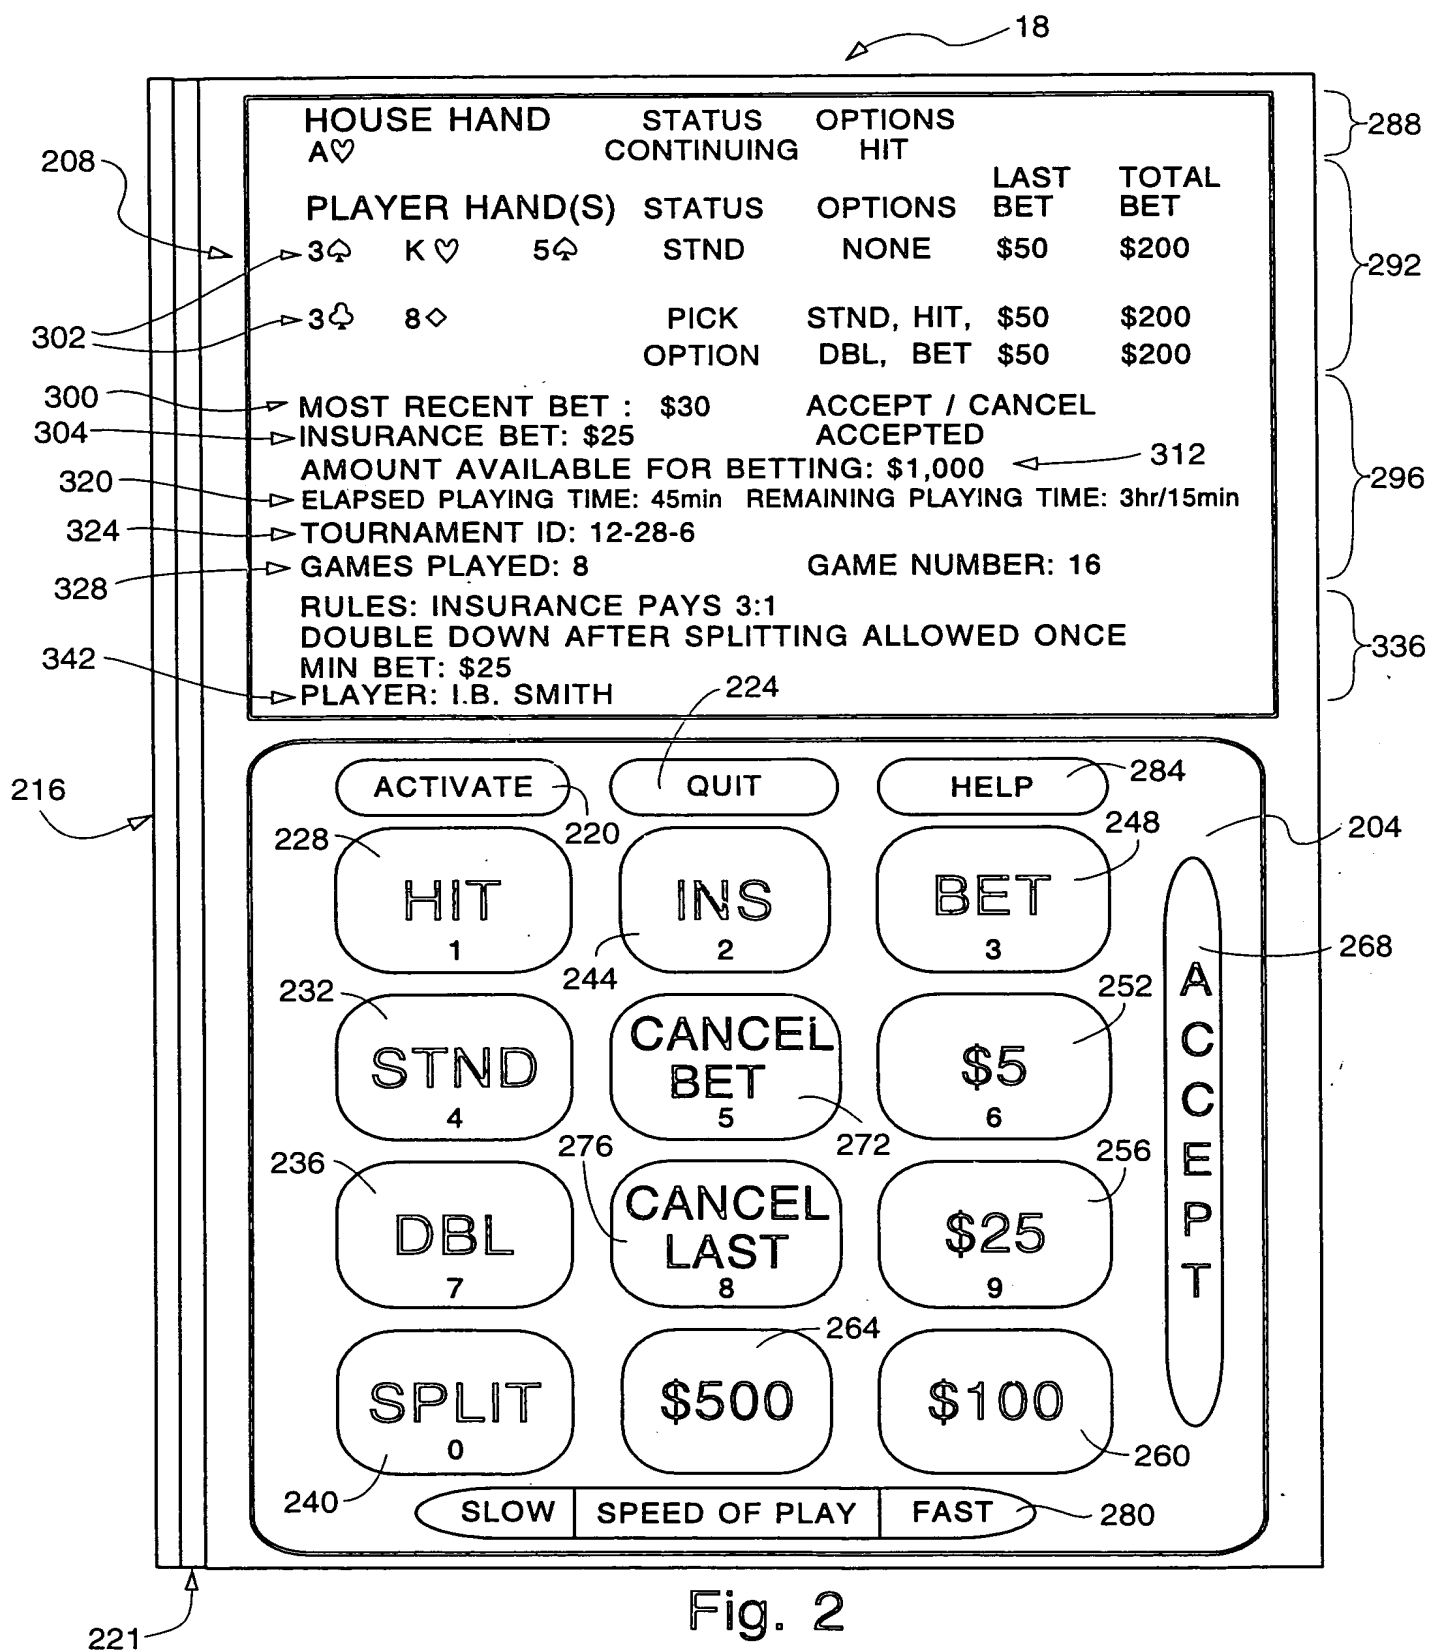 18
HOUSE HAND STATUS OPTIONS
288
A♡ CONTINUING HIT
208
LAST TOTAL
PLAYER HAND(S) STATUS OPTIONS BET BET
3♤ K♡ 5♤ STND NONE $50 $200
292
302
3♧ 8◇ PICK STND, HIT, $50 $200
OPTION DBL, BET $50 $200
300
MOST RECENT BET : $30 ACCEPT / CANCEL
304
INSURANCE BET: $25 ACCEPTED
AMOUNT AVAILABLE FOR BETTING: $1,000
312
296
320
ELAPSED PLAYING TIME: 45min REMAINING PLAYING TIME: 3hr/15min
324
TOURNAMENT ID: 12-28-6
328
GAMES PLAYED: 8 GAME NUMBER: 16
RULES: INSURANCE PAYS 3:1
DOUBLE DOWN AFTER SPLITTING ALLOWED ONCE
336
342
MIN BET: $25
PLAYER: I.B. SMITH
224
216
ACTIVATE QUIT HELP
284
220
228
248
204
HIT INS BET
1 2 3
244
268
ACCEPT
232
252
STND CANCEL BET $5
4 5 6
272
236
276
256
DBL CANCEL LAST $25
7 8 9
264
SPLIT $500 $100
0
260
240
SLOW SPEED OF PLAY FAST
280
221
Fig. 2